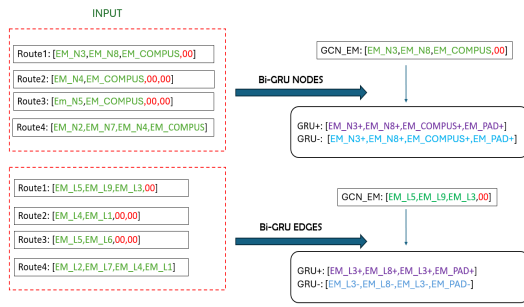 INPUT
Route1: [EM_N3,EM_N8,EM_COMPUS,00]
Route2: [EM_N4,EM_COMPUS,00,00]
Route3: [Em_N5,EM_COMPUS,00,00]
Route4: [EM_N2,EM_N7,EM_N4,EM_COMPUS]
Bi-GRU NODES
GCN_EM: [EM_N3,EM_N8,EM_COMPUS,00]
GRU+: [EM_N3+,EM_N8+,EM_COMPUS+,EM_PAD+]
GRU-: [EM_N3+,EM_N8+,EM_COMPUS+,EM_PAD+]
Route1: [EM_L5,EM_L9,EM_L3,00]
Route2: [EM_L4,EM_L1,00,00]
Route3: [EM_L5,EM_L6,00,00]
Route4: [EM_L2,EM_L7,EM_L4,EM_L1]
Bi-GRU EDGES
GCN_EM: [EM_L5,EM_L9,EM_L3,00]
GRU+: [EM_L3+,EM_L8+,EM_L3+,EM_PAD+]
GRU-: [EM_L3-,EM_L8-,EM_L3-,EM_PAD-]